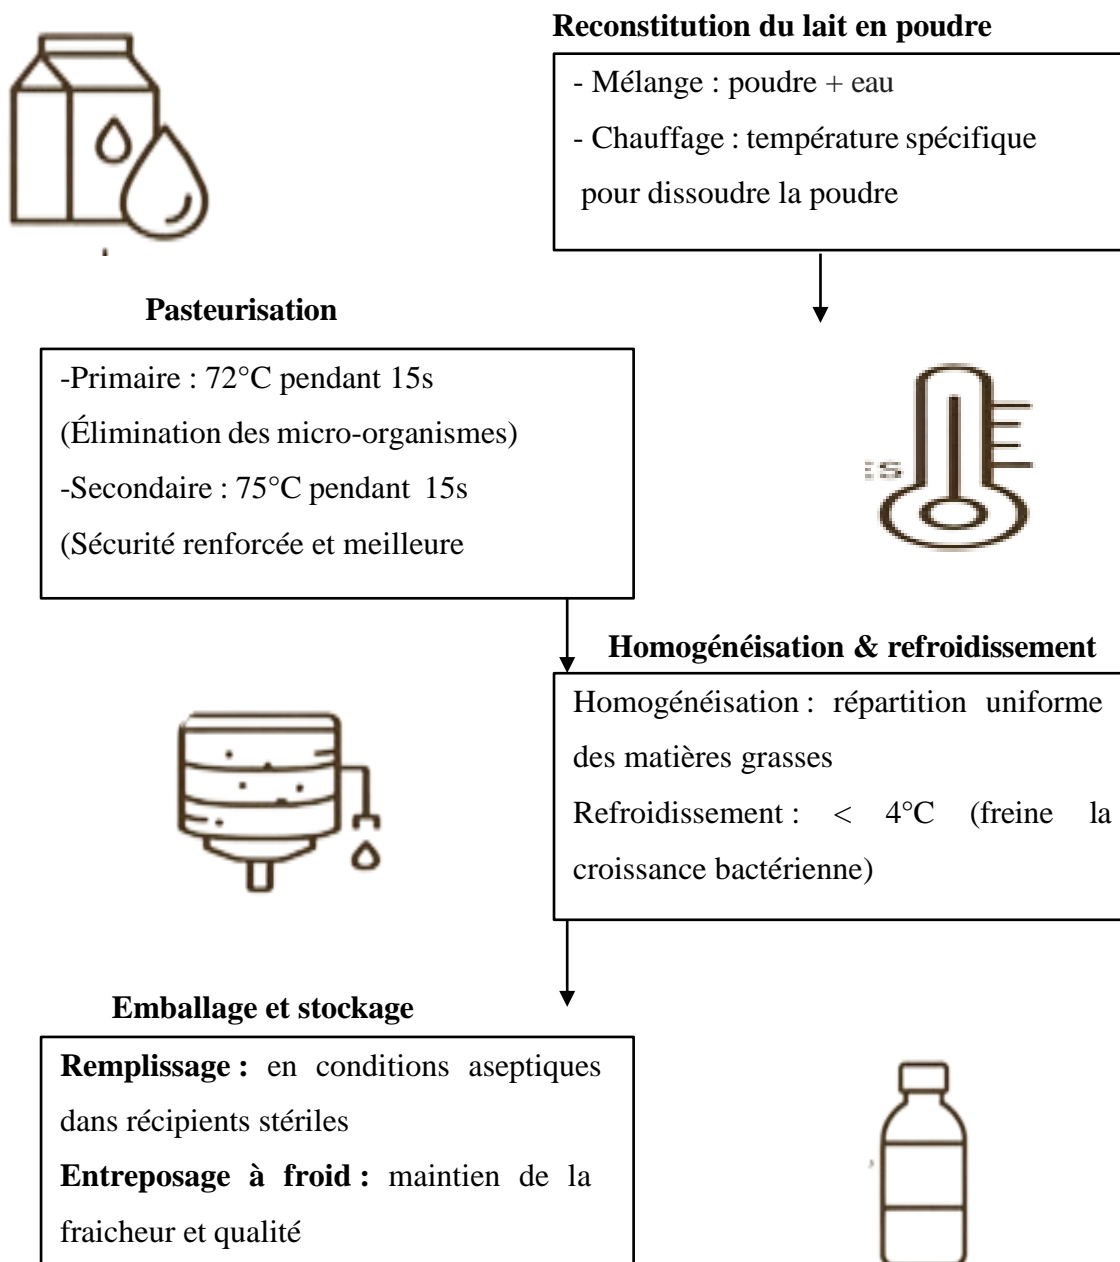 Reconstitution du lait en poudre
- Mélange : poudre + eau
- Chauffage : température spécifique
pour dissoudre la poudre
Pasteurisation
-Primaire : 72°C pendant 15s
(Élimination des micro-organismes)
-Secondaire : 75°C pendant 15s
(Sécurité renforcée et meilleure
ES
Homogénéisation & refroidissement
Homogénéisation : répartition uniforme
des matières grasses
Refroidissement : < 4°C (freine la
croissance bactérienne)
Emballage et stockage
Remplissage : en conditions aseptiques
dans récipients stériles
Entreposage à froid : maintien de la
fraicheur et qualité